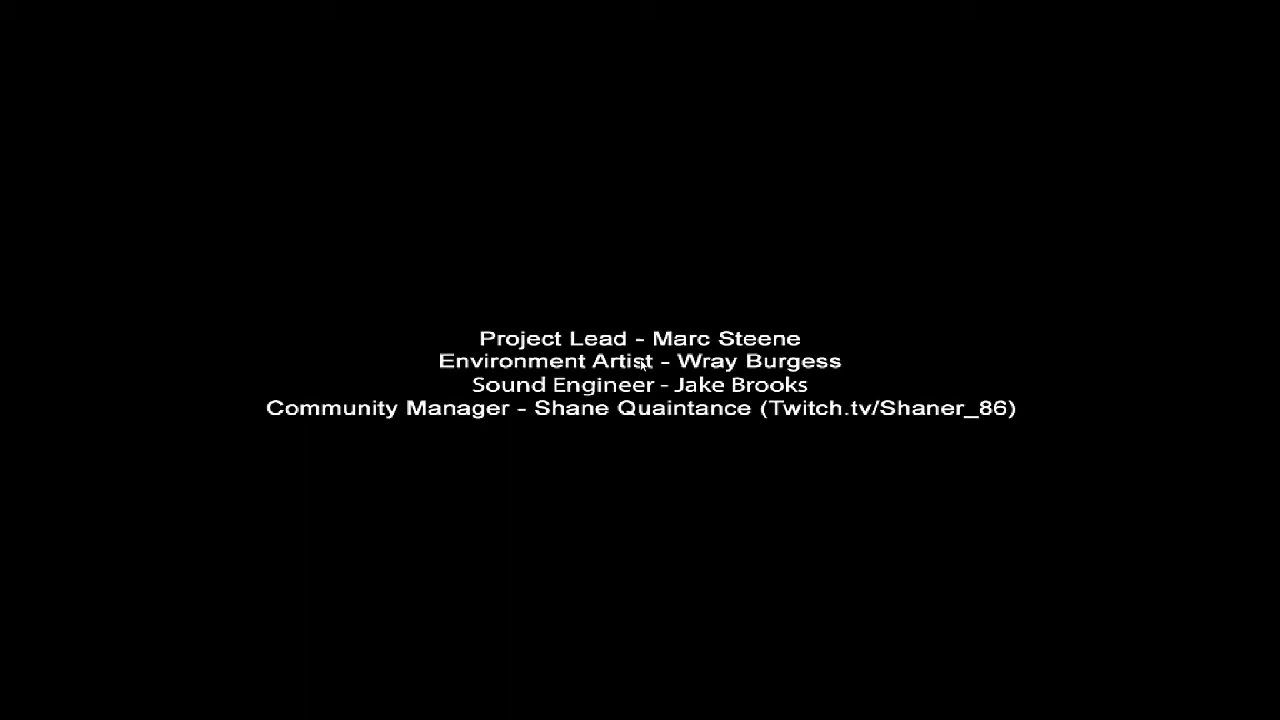 Project Lead - Marc Steene
Environment Artist - Wray Burgess
Sound Engineer - Jake Brooks
Community Manager - Shane Quaintance (Twitch.tv/Shaner_86)